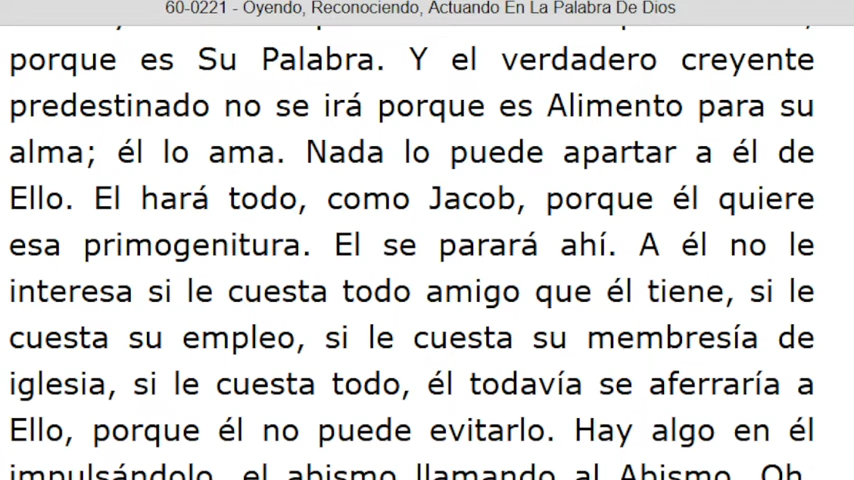 60-0221 - Oyendo, Reconociendo, Actuando En La Palabra De Dios
porque es Su Palabra. Y el verdadero creyente
predestinado no se irá porque es Alimento para su
alma; él lo ama. Nada lo puede apartar a él de
Ello. El hará todo, como Jacob, porque él quiere
esa primogenitura. El se parará ahí. A él no le
interesa si le cuesta todo amigo que él tiene, si le
cuesta su empleo, si le cuesta su membresía de
iglesia, si le cuesta todo, él todavía se aferraría a
Ello, porque él no puede evitarlo. Hay algo en él
impulsándolo, el abismo llamando al Abismo. Oh,